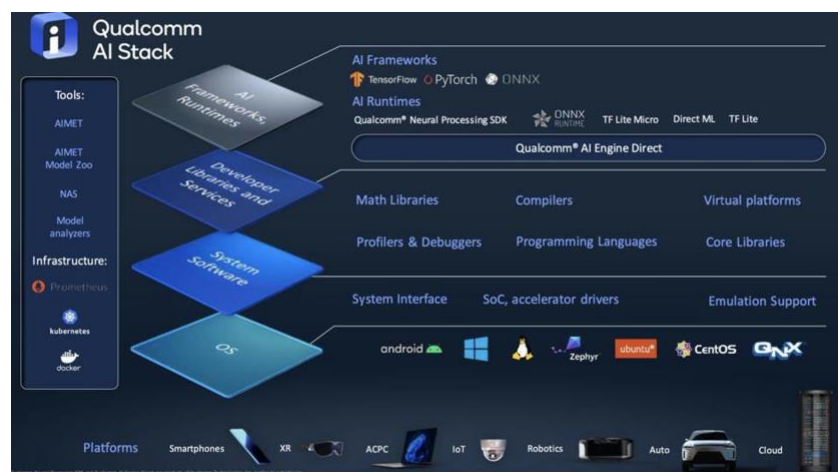 Qualcomm
AI Stack
Tools:
AIMET
AIMET
Model Zoo
NAS
Model
analyzers
Infrastructure:
Prometheus
kubernetes
docker
AI
Frameworks,
Runtimes
AI Frameworks
TensorFlow PyTorch ONNX
AI Runtimes
Qualcomm® Neural Processing SDK ONNX RUNTIME TF Lite Micro Direct ML TF Lite
Qualcomm® AI Engine Direct
Developer
Libraries and
Services
Math Libraries Compilers Virtual platforms
Profilers & Debuggers Programming Languages Core Libraries
System
Software
System Interface SoC, accelerator drivers Emulation Support
OS
android Zephyr ubuntu® CentOS QNX
Platforms Smartphones XR ACPC IoT Robotics Auto Cloud